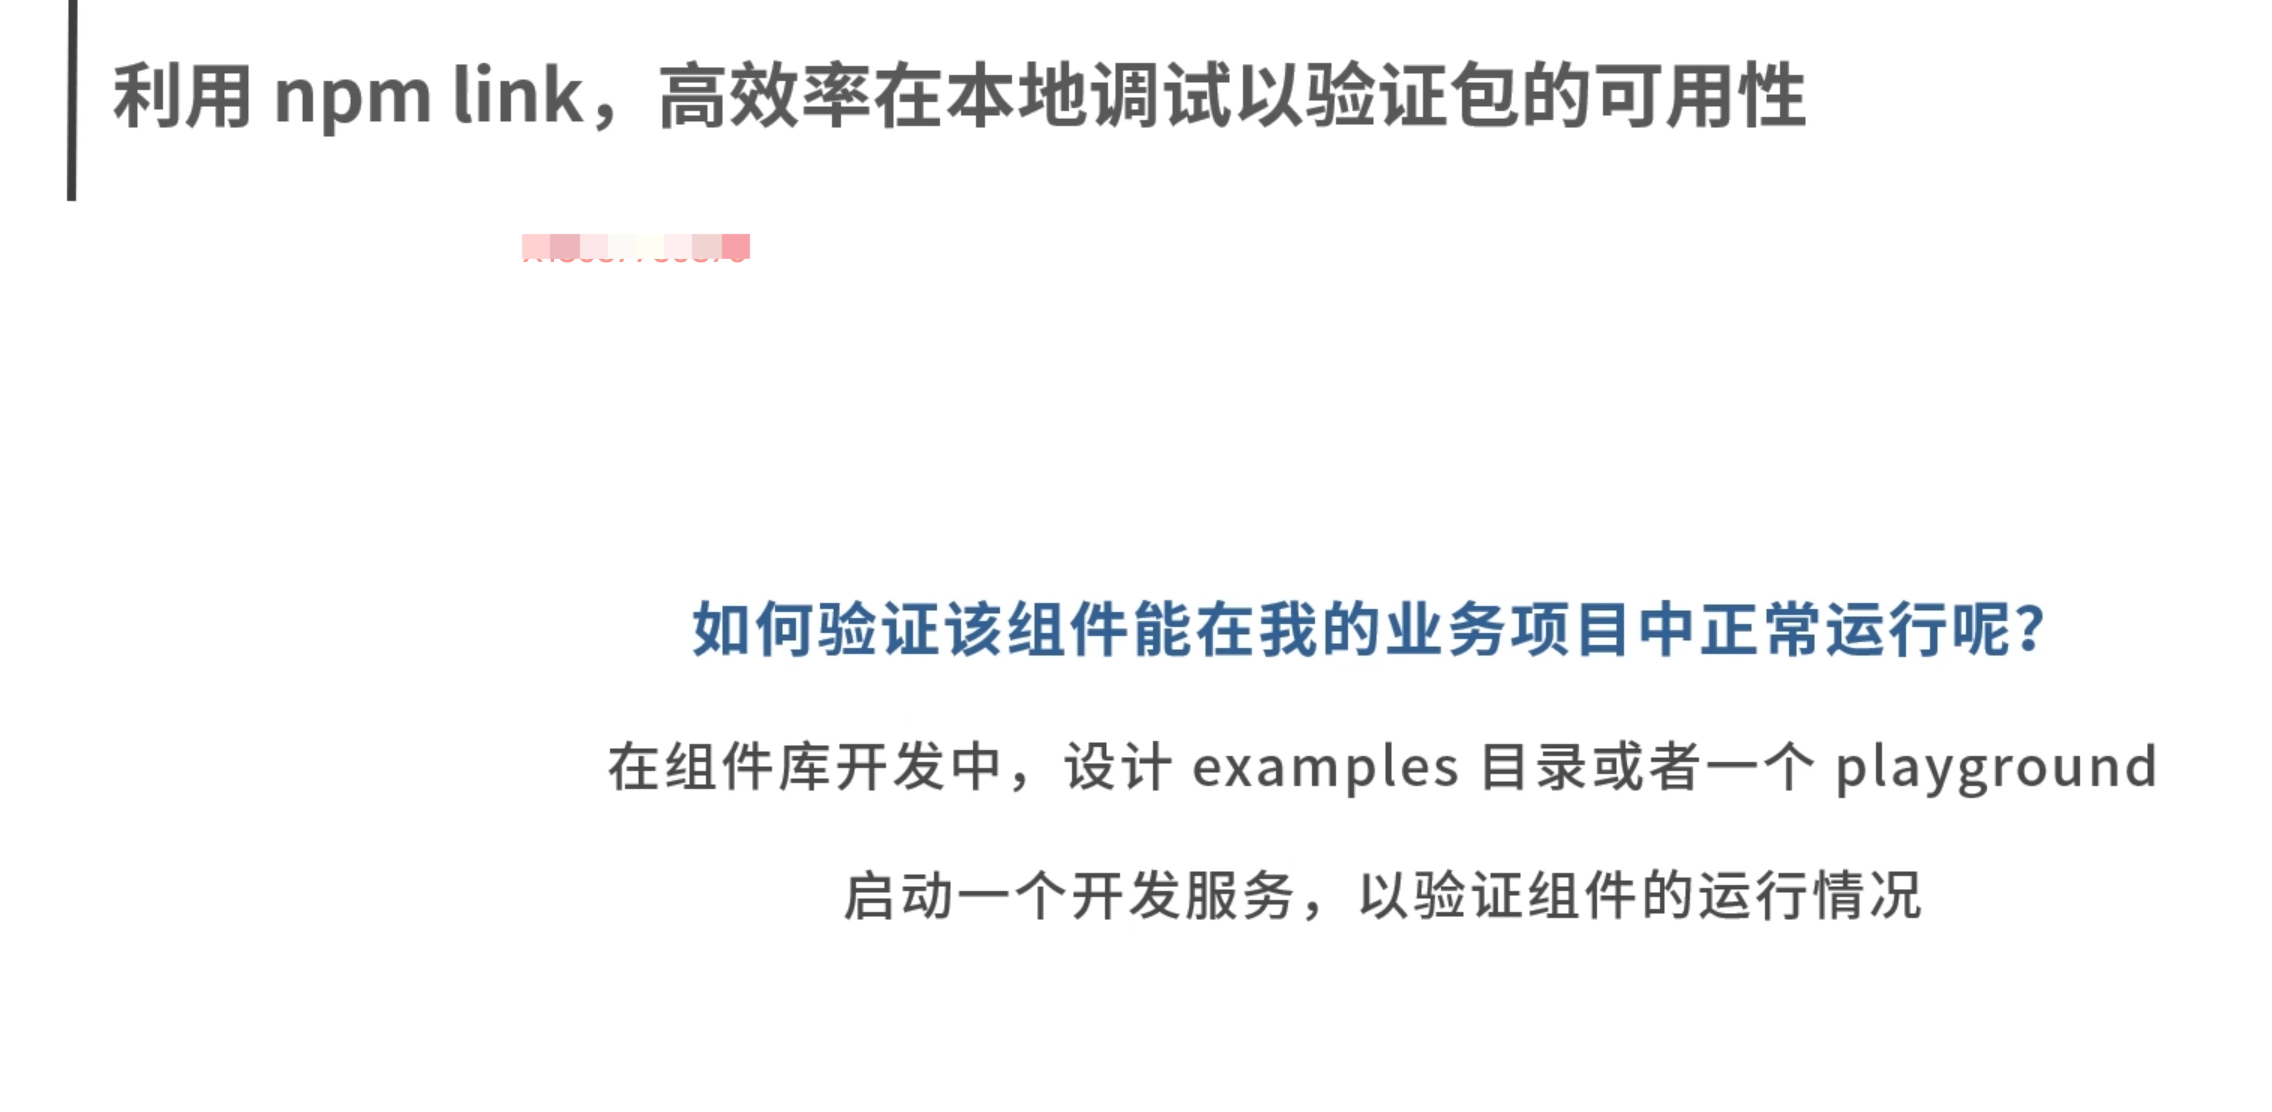 利用 npm link，高效率在本地调试以验证包的可用性
如何验证该组件能在我的业务项目中正常运行呢？
在组件库开发中，设计 examples 目录或者一个 playground
启动一个开发服务，以验证组件的运行情况